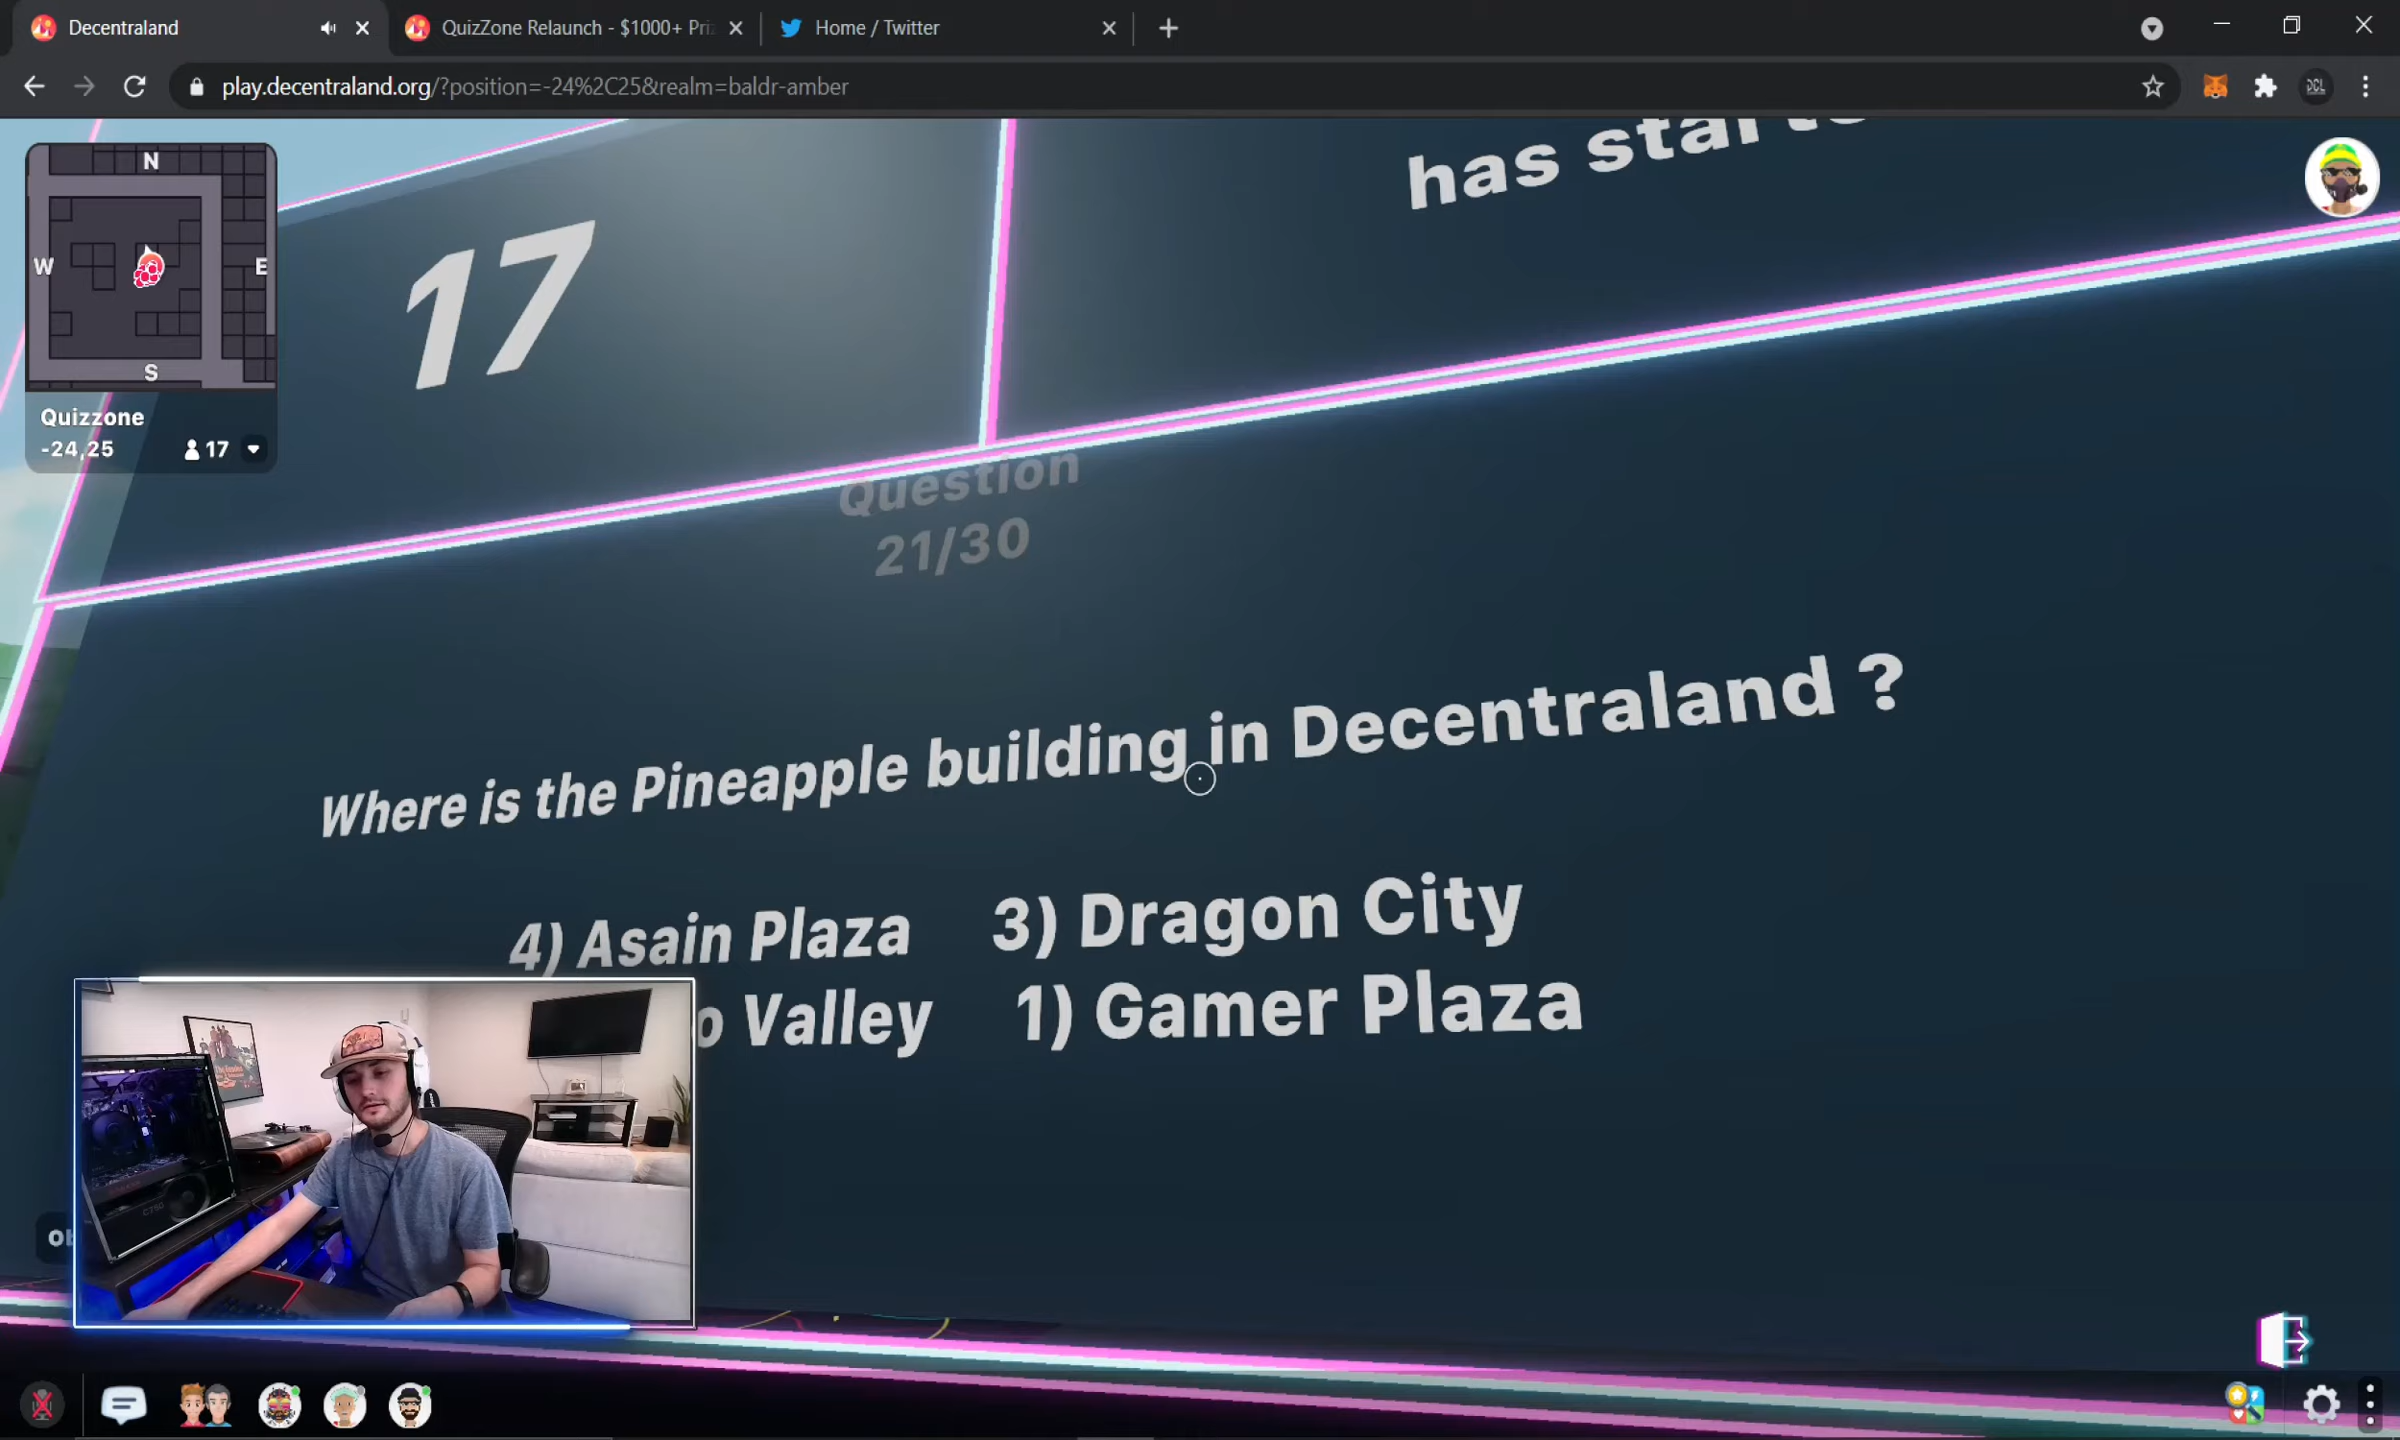 Decentraland
QuizZone Relaunch - $1000+ Pri
Home / Twitter
play.decentraland.org/?position=-24%2C25&realm=baldr-amber
DCL
N
W
E
S
Quizzone
-24,25
17
17
has starte
Question
21/30
Where is the Pineapple building in Decentraland ?
4) Asain Plaza 3) Dragon City
o Valley 1) Gamer Plaza